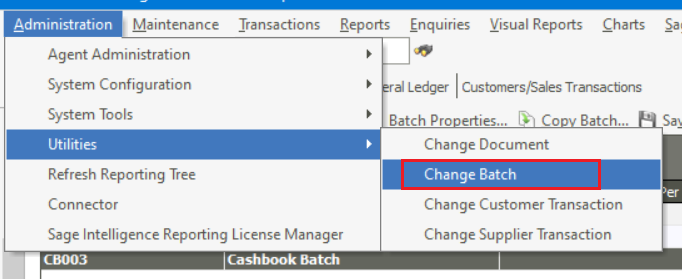 Administration Maintenance Transactions Reports Enquiries Visual Reports Charts
Agent Administration
System Configuration
eral Ledger Customers/Sales Transactions
System Tools
Batch Properties... Copy Batch... Sav
Utilities
Change Document
Refresh Reporting Tree
Change Batch
Per
Connector
Change Customer Transaction
Sage Intelligence Reporting License Manager
Change Supplier Transaction
CB003 Cashbook Batch